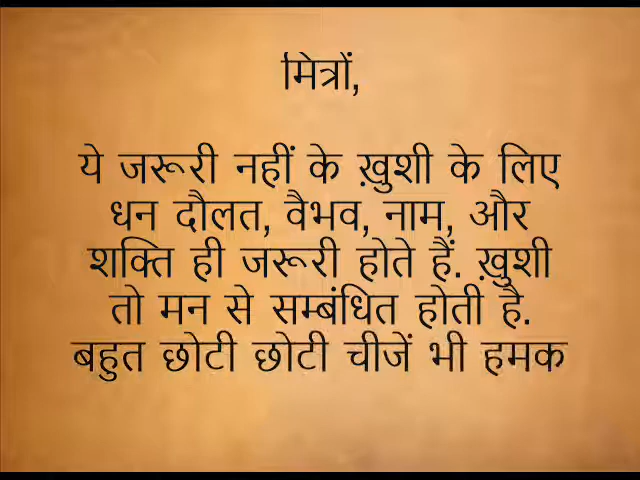 मित्रों,
ये जरूरी नहीं के ख़ुशी के लिए
धन दौलत, वैभव, नाम, और
शक्ति ही जरूरी होते हैं. ख़ुशी
तो मन से सम्बंधित होती है.
बहुत छोटी छोटी चीजें भी हमक